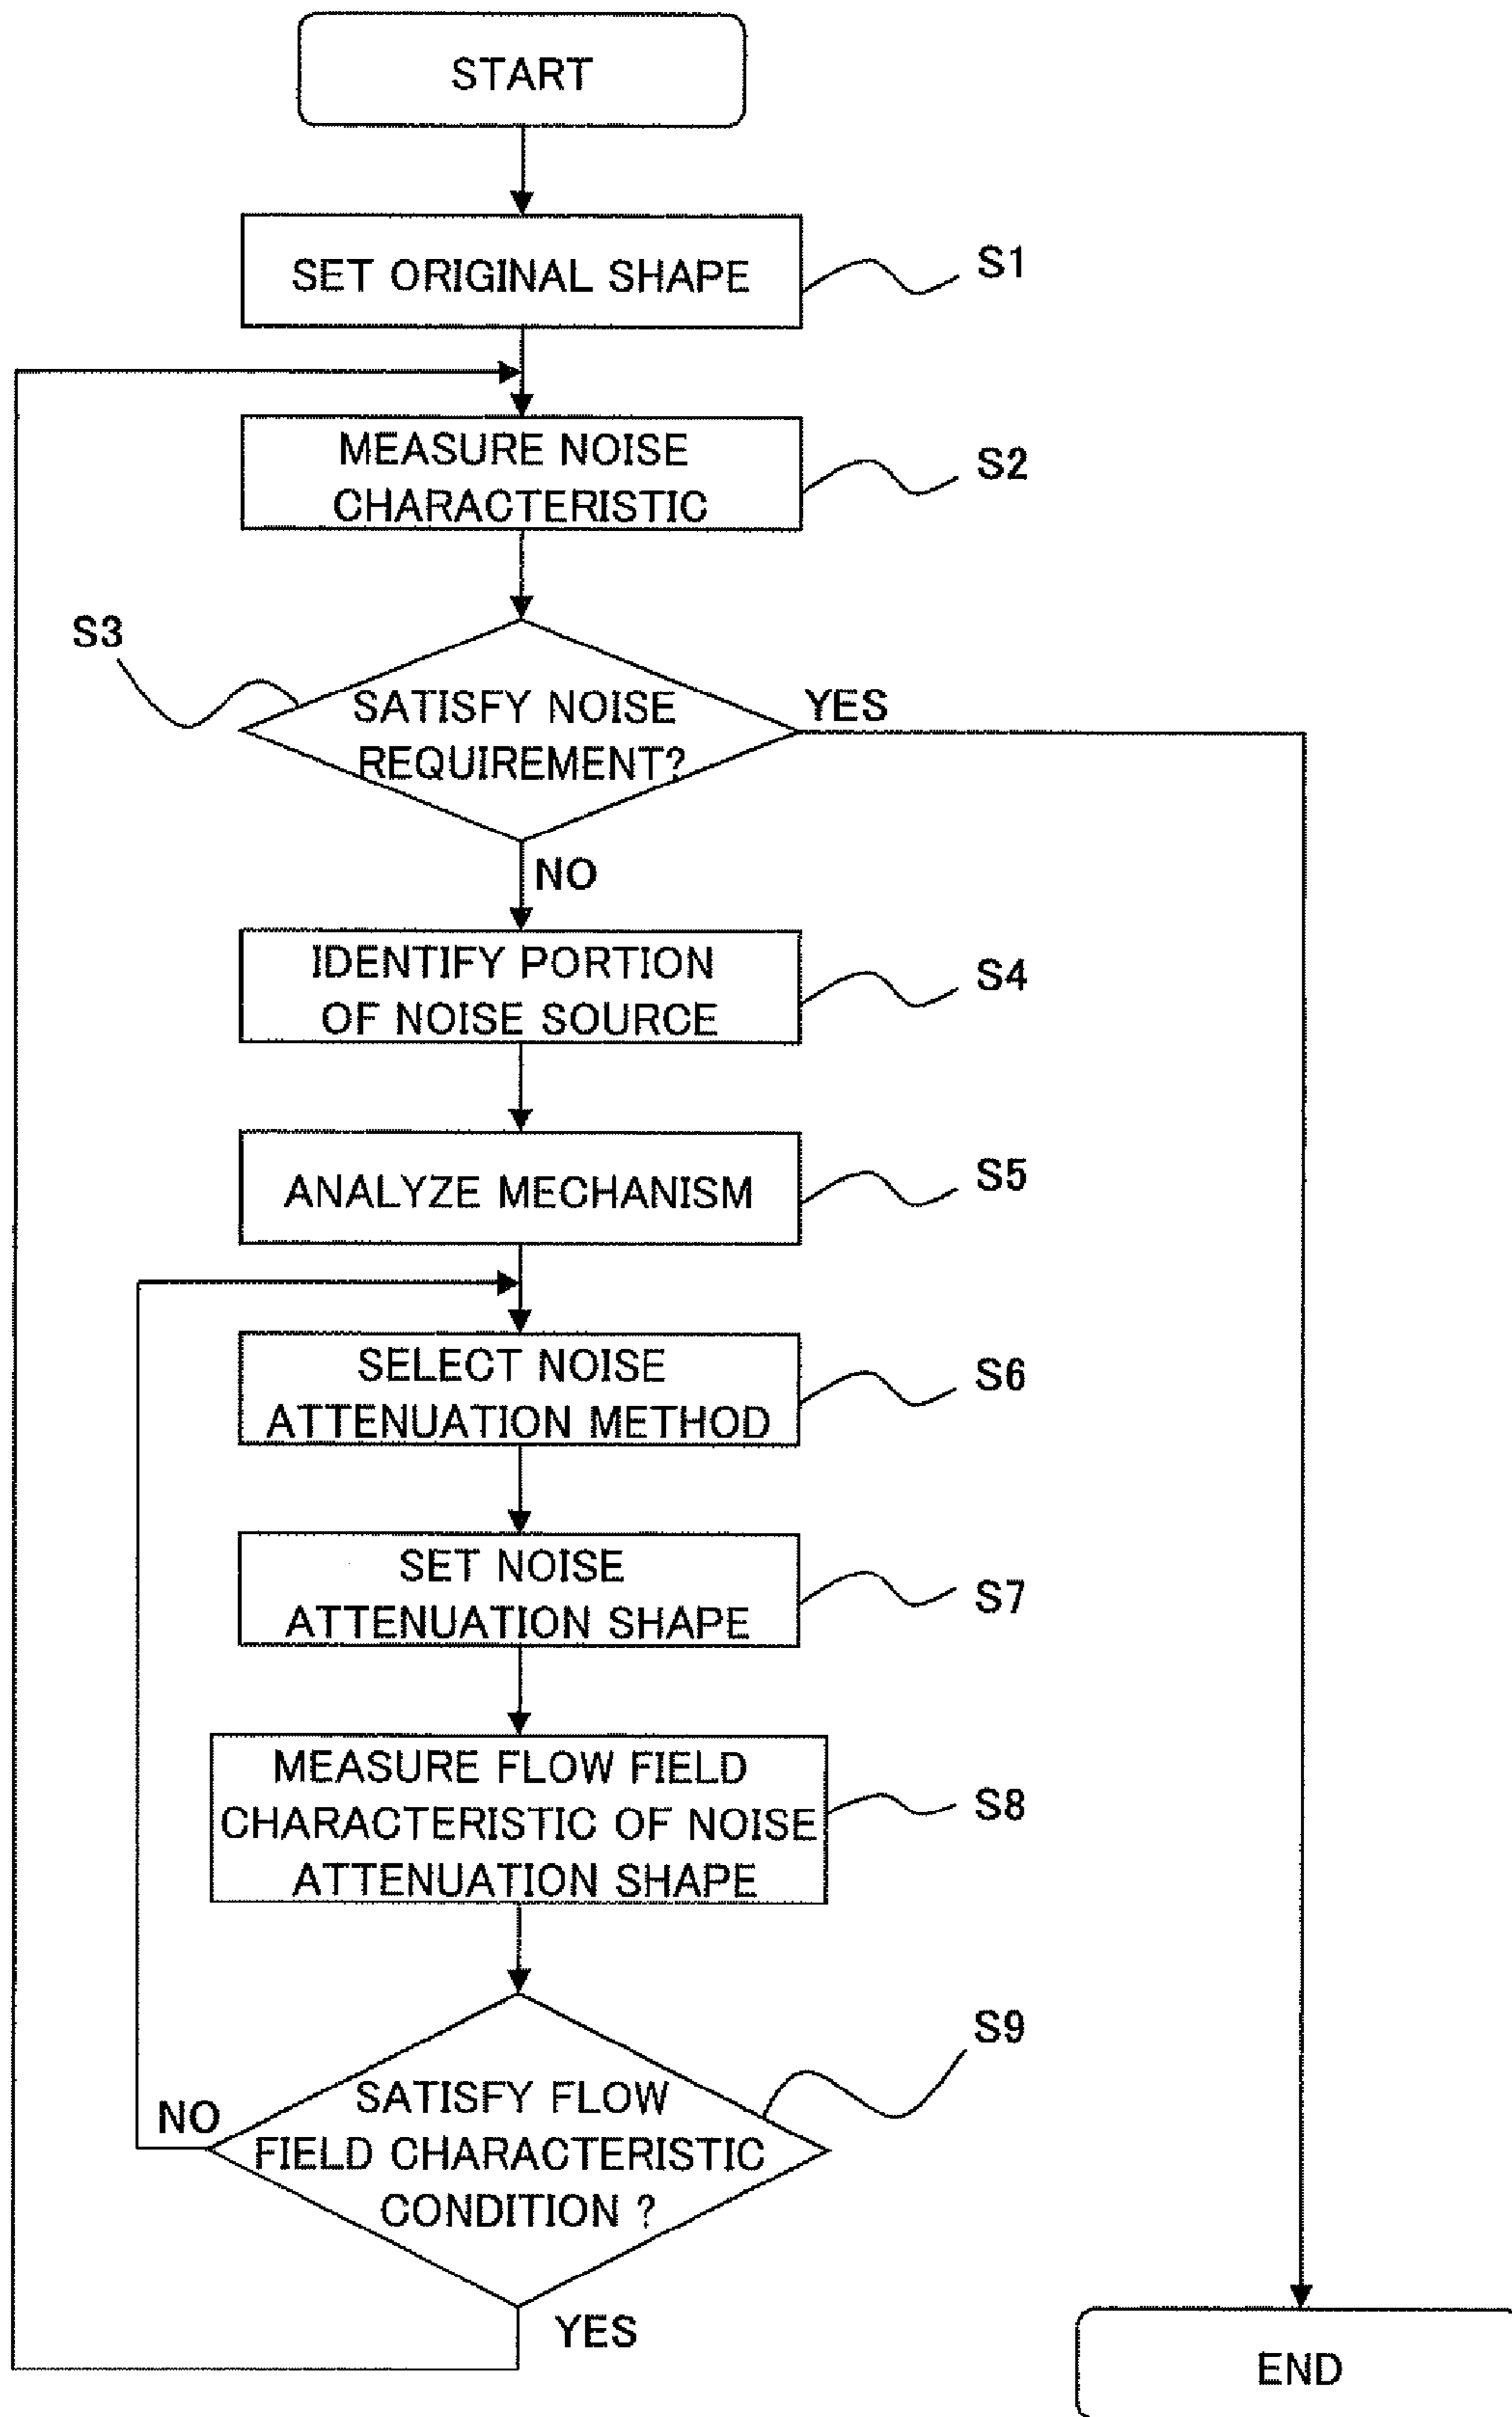 START
SET ORIGINAL SHAPE
S1
MEASURE NOISE
CHARACTERISTIC
S2
S3
SATISFY NOISE
REQUIREMENT?
YES
NO
IDENTIFY PORTION
OF NOISE SOURCE
S4
ANALYZE MECHANISM
S5
SELECT NOISE
ATTENUATION METHOD
S6
SET NOISE
ATTENUATION SHAPE
S7
MEASURE FLOW FIELD
CHARACTERISTIC OF NOISE
ATTENUATION SHAPE
S8
S9
SATISFY FLOW
FIELD CHARACTERISTIC
CONDITION ?
NO
YES
END